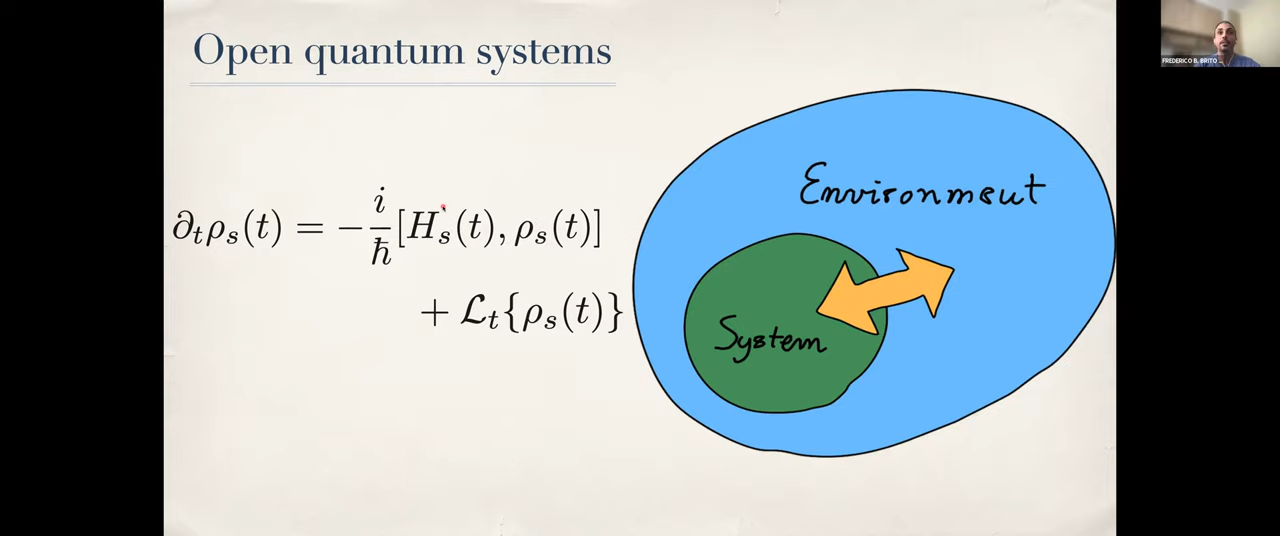 Open quantum systems
∂ₜρₛ(t) = −i/ħ[Hₛ(t), ρₛ(t)]
+ 𝓛ₜ{ρₛ(t)}
Environment
System
FREDERICO B. BRITO